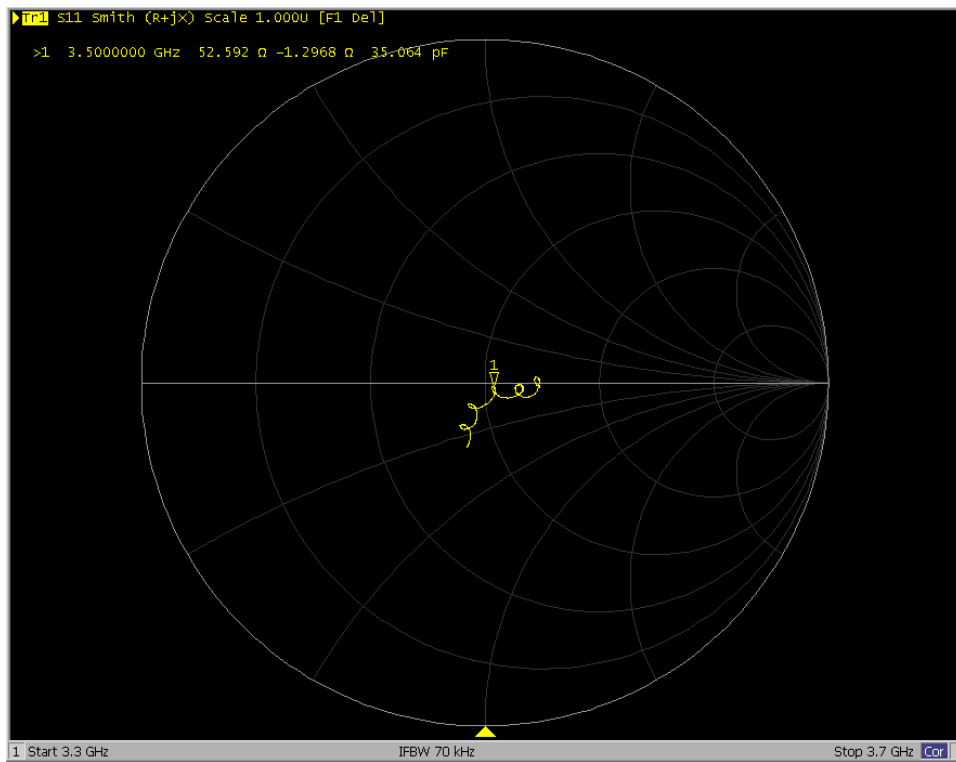 Tr1 S11 Smith (R+jX) Scale 1.000U [F1 Del]
>1 3.5000000 GHz 52.592 Ω -1.2968 Ω 35.064 pF
1
1 Start 3.3 GHz IFBW 70 kHz Stop 3.7 GHz Cor